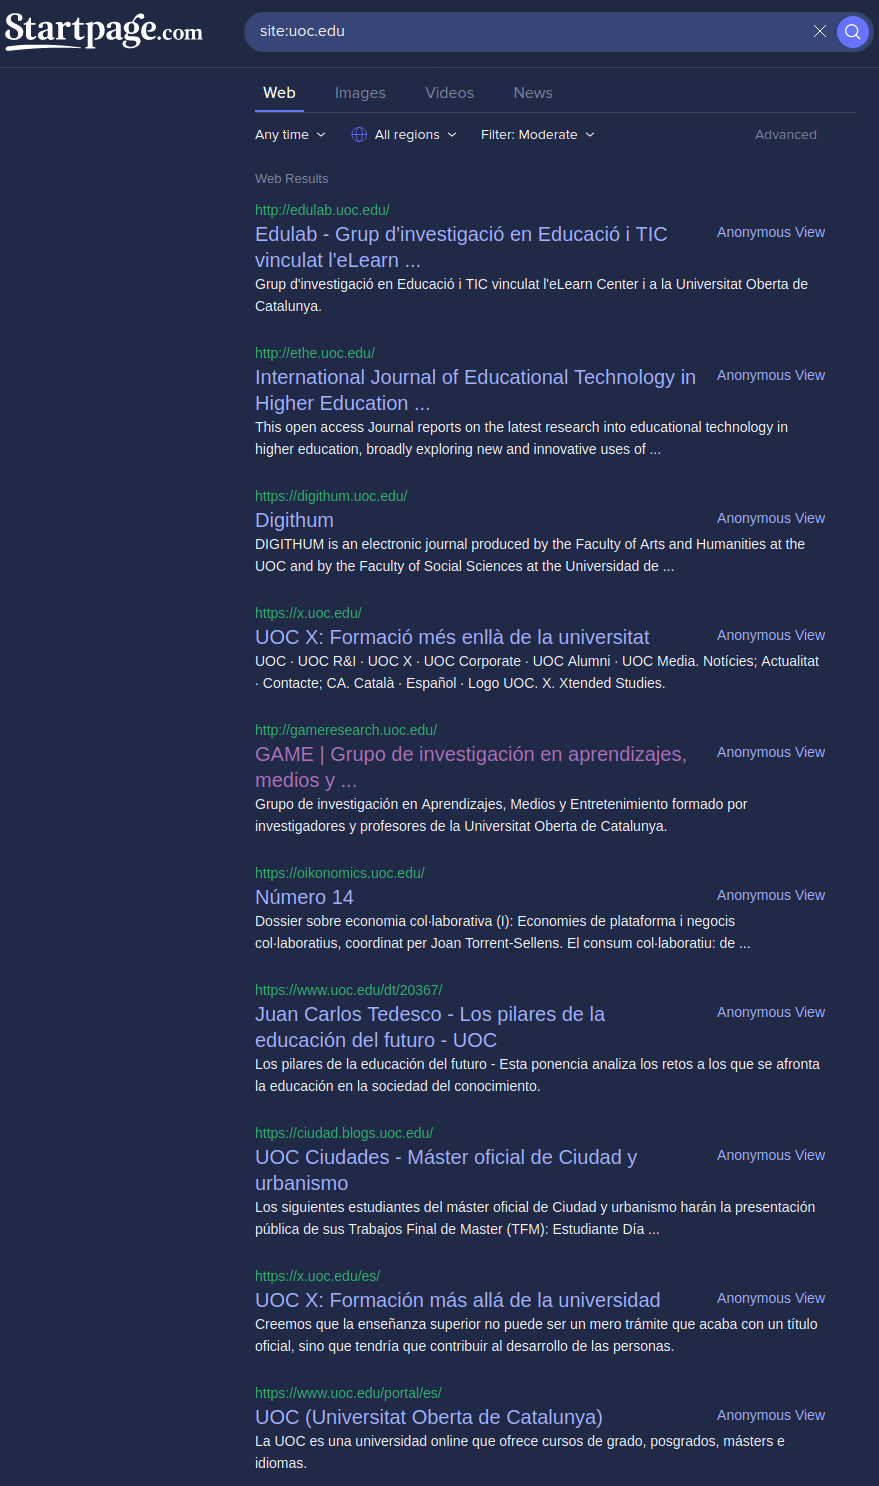 Startpage.com
site:uoc.edu
Web Images Videos News
Any time All regions Filter: Moderate Advanced
Web Results
http://edulab.uoc.edu/
Edulab - Grup d'investigació en Educació i TIC Anonymous View
vinculat l'eLearn ...
Grup d'investigació en Educació i TIC vinculat l'eLearn Center i a la Universitat Oberta de
Catalunya.
http://ethe.uoc.edu/
International Journal of Educational Technology in Anonymous View
Higher Education ...
This open access Journal reports on the latest research into educational technology in
higher education, broadly exploring new and innovative uses of ...
https://digithum.uoc.edu/
Digithum Anonymous View
DIGITHUM is an electronic journal produced by the Faculty of Arts and Humanities at the
UOC and by the Faculty of Social Sciences at the Universidad de ...
https://x.uoc.edu/
UOC X: Formació més enllà de la universitat Anonymous View
UOC · UOC R&I · UOC X · UOC Corporate · UOC Alumni · UOC Media. Notícies; Actualitat
· Contacte; CA. Català · Español · Logo UOC. X. Xtended Studies.
http://gameresearch.uoc.edu/
GAME | Grupo de investigación en aprendizajes, Anonymous View
medios y ...
Grupo de investigación en Aprendizajes, Medios y Entretenimiento formado por
investigadores y profesores de la Universitat Oberta de Catalunya.
https://oikonomics.uoc.edu/
Número 14 Anonymous View
Dossier sobre economia col·laborativa (I): Economies de plataforma i negocis
col·laboratius, coordinat per Joan Torrent-Sellens. El consum col·laboratiu: de ...
https://www.uoc.edu/dt/20367/
Juan Carlos Tedesco - Los pilares de la Anonymous View
educación del futuro - UOC
Los pilares de la educación del futuro - Esta ponencia analiza los retos a los que se afronta
la educación en la sociedad del conocimiento.
https://ciudad.blogs.uoc.edu/
UOC Ciudades - Máster oficial de Ciudad y Anonymous View
urbanismo
Los siguientes estudiantes del máster oficial de Ciudad y urbanismo harán la presentación
pública de sus Trabajos Final de Master (TFM): Estudiante Día ...
https://x.uoc.edu/es/
UOC X: Formación más allá de la universidad Anonymous View
Creemos que la enseñanza superior no puede ser un mero trámite que acaba con un título
oficial, sino que tendría que contribuir al desarrollo de las personas.
https://www.uoc.edu/portal/es/
UOC (Universitat Oberta de Catalunya) Anonymous View
La UOC es una universidad online que ofrece cursos de grado, posgrados, másters e
idiomas.